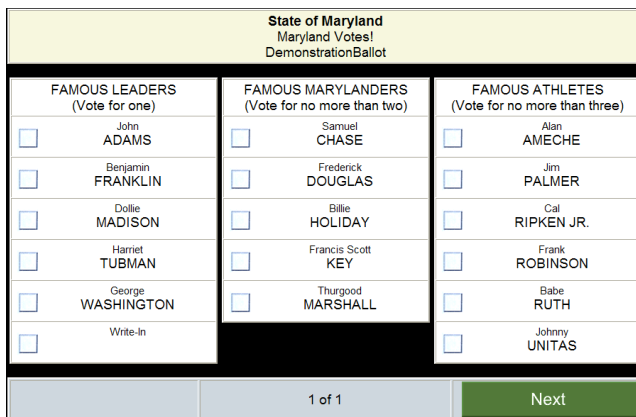 State of Maryland
Maryland Votes!
DemonstrationBallot
FAMOUS LEADERS
(Vote for one)
John
ADAMS
Benjamin
FRANKLIN
Dollie
MADISON
Harriet
TUBMAN
George
WASHINGTON
Write-In
FAMOUS MARYLANDERS
(Vote for no more than two)
Samuel
CHASE
Frederick
DOUGLAS
Billie
HOLIDAY
Francis Scott
KEY
Thurgood
MARSHALL
FAMOUS ATHLETES
(Vote for no more than three)
Alan
AMECHE
Jim
PALMER
Cal
RIPKEN JR.
Frank
ROBINSON
Babe
RUTH
Johnny
UNITAS
1 of 1
Next